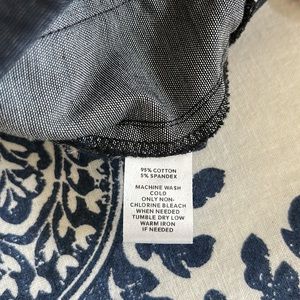 95% COTTON
5% SPANDEX
MACHINE WASH
COLD
ONLY NON-
CHLORINE BLEACH
WHEN NEEDED
TUMBLE DRY LOW
WARM IRON
IF NEEDED